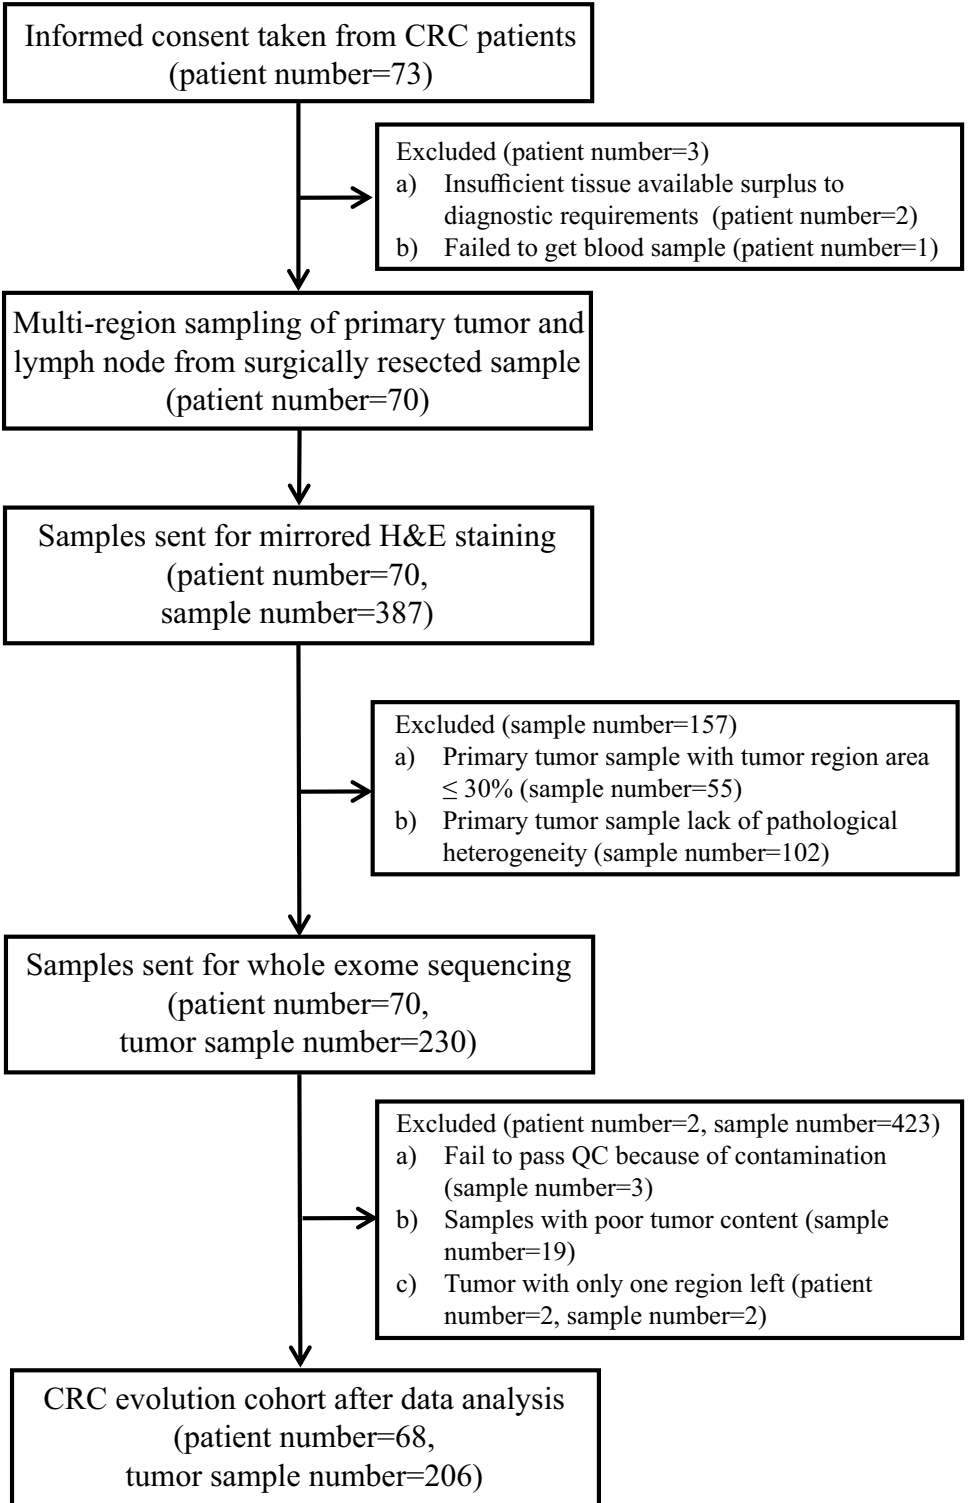 Informed consent taken from CRC patients
(patient number=73)
Excluded (patient number=3)
a) Insufficient tissue available surplus to
diagnostic requirements (patient number=2)
b) Failed to get blood sample (patient number=1)
Multi-region sampling of primary tumor and
lymph node from surgically resected sample
(patient number=70)
Samples sent for mirrored H&E staining
(patient number=70,
sample number=387)
Excluded (sample number=157)
a) Primary tumor sample with tumor region area
≤ 30% (sample number=55)
b) Primary tumor sample lack of pathological
heterogeneity (sample number=102)
Samples sent for whole exome sequencing
(patient number=70,
tumor sample number=230)
Excluded (patient number=2, sample number=423)
a) Fail to pass QC because of contamination
(sample number=3)
b) Samples with poor tumor content (sample
number=19)
c) Tumor with only one region left (patient
number=2, sample number=2)
CRC evolution cohort after data analysis
(patient number=68,
tumor sample number=206)